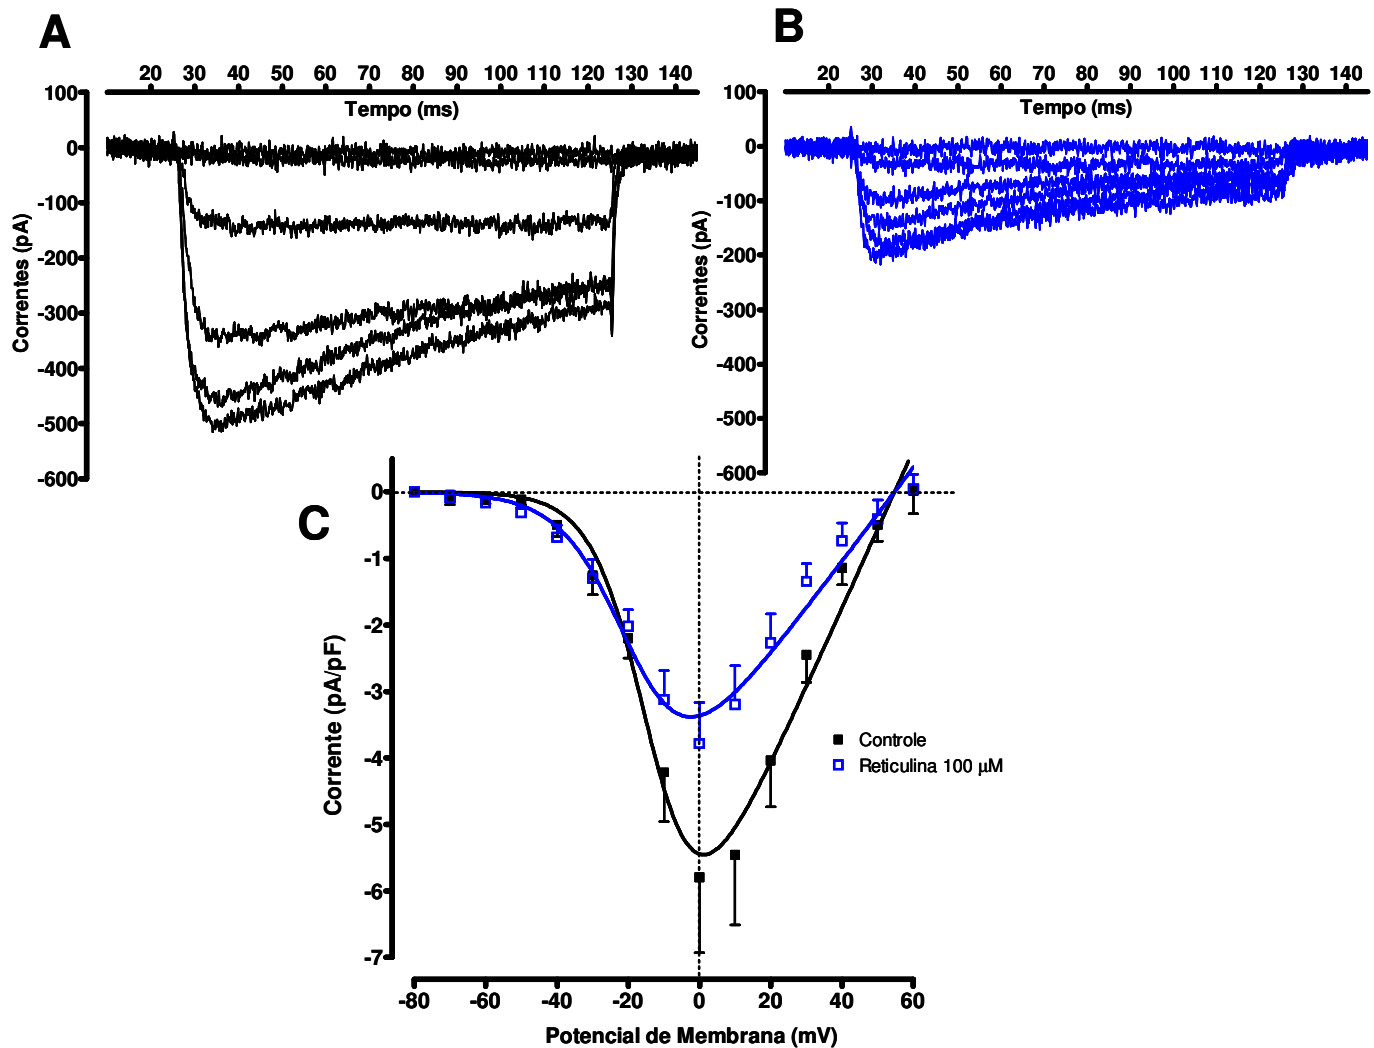 A
20 30 40 50 60 70 80 90 100 110 120 130 140
Tempo (ms)
100
0
-100
-200
-300
-400
-500
-600
Correntes (pA)
B
20 30 40 50 60 70 80 90 100 110 120 130 140
Tempo (ms)
100
0
-100
-200
-300
-400
-500
-600
Correntes (pA)
C
0
-1
-2
-3
-4
-5
-6
-7
Corrente (pA/pF)
Controle
Reticulina 100 µM
-80 -60 -40 -20 0 20 40 60
Potencial de Membrana (mV)